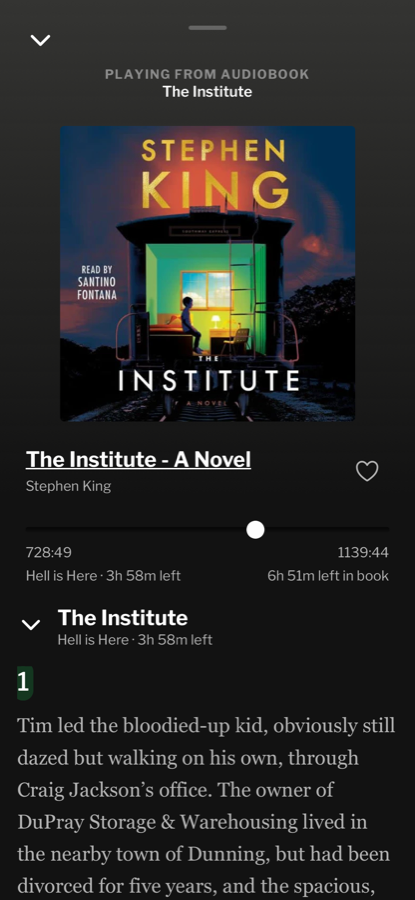 PLAYING FROM AUDIOBOOK
The Institute
STEPHEN
KING
READ BY
SANTINO
FONTANA
THE
INSTITUTE
A NOVEL
The Institute - A Novel
Stephen King
728:49
1139:44
Hell is Here · 3h 58m left
6h 51m left in book
The Institute
Hell is Here · 3h 58m left
1
Tim led the bloodied-up kid, obviously still
dazed but walking on his own, through
Craig Jackson’s office. The owner of
DuPray Storage & Warehousing lived in
the nearby town of Dunning, but had been
divorced for five years, and the spacious,